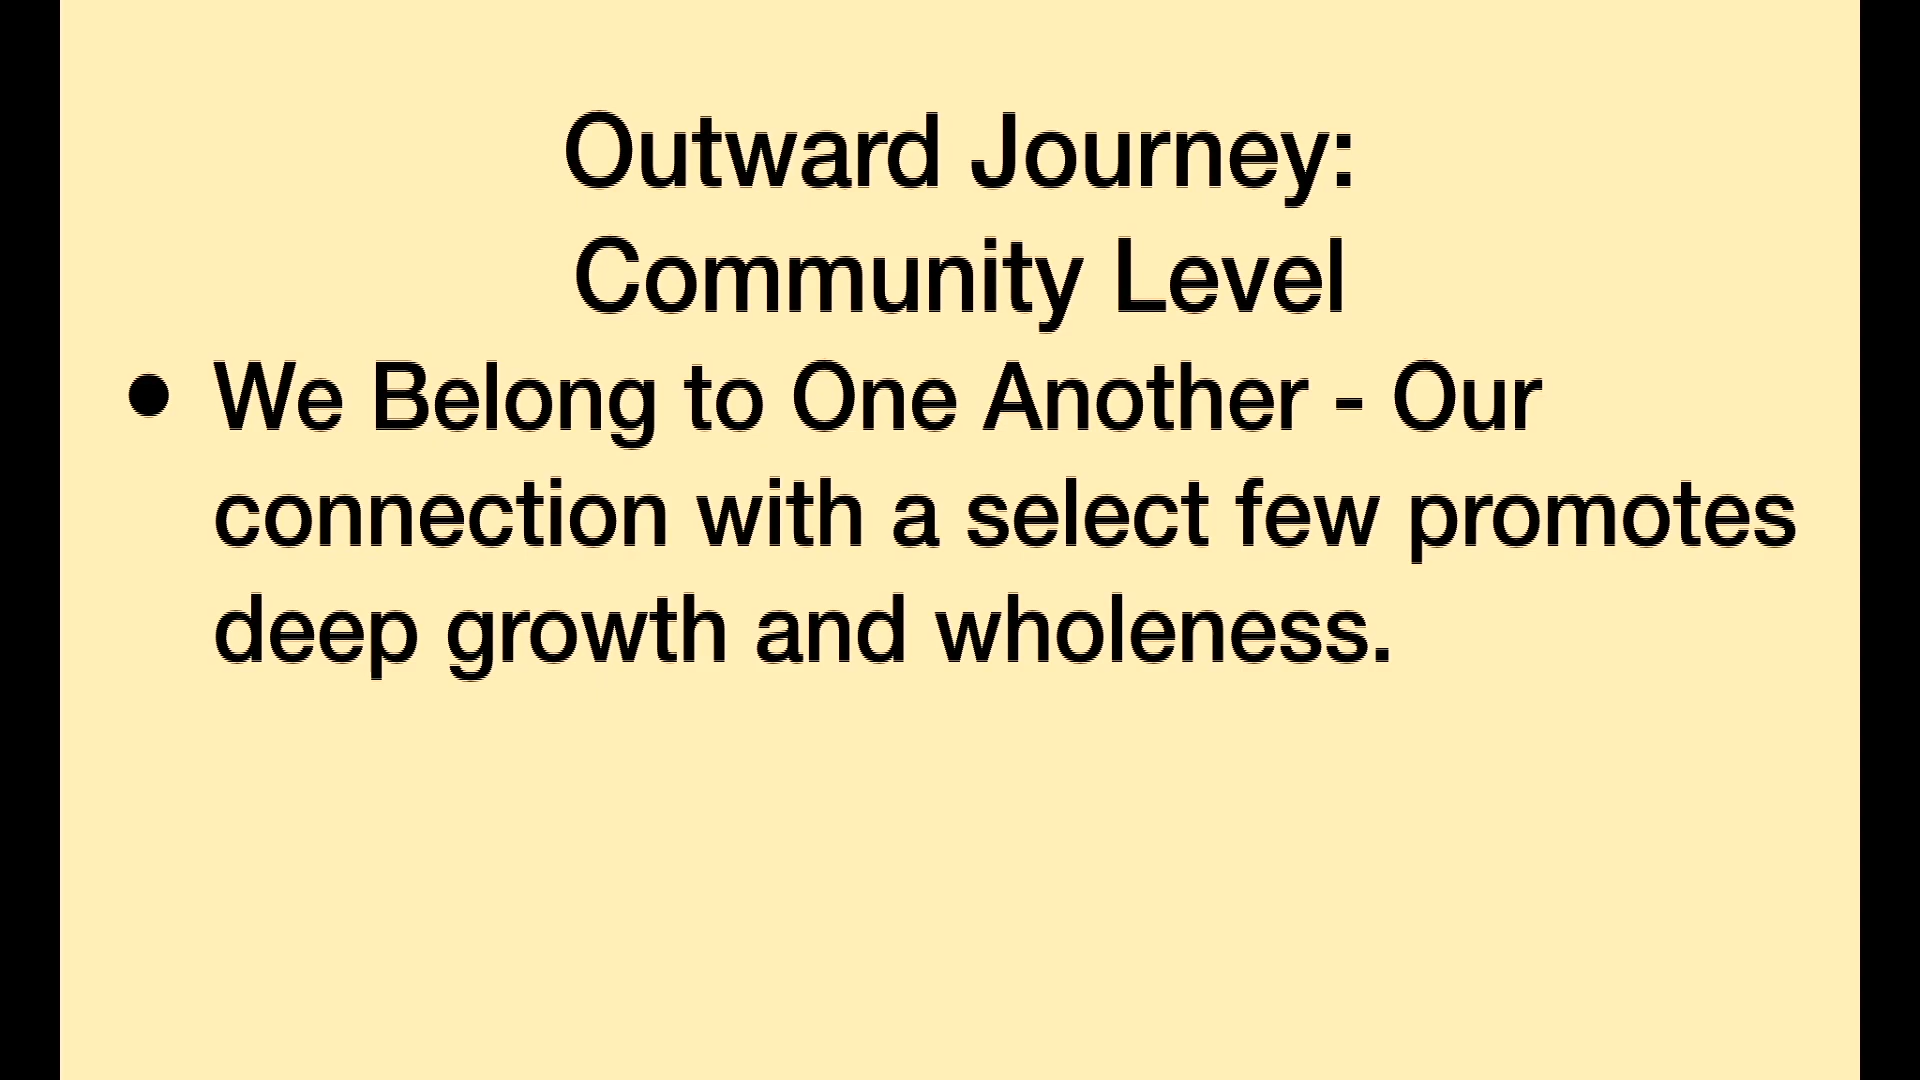 Outward Journey:
Community Level
• We Belong to One Another - Our
connection with a select few promotes
deep growth and wholeness.